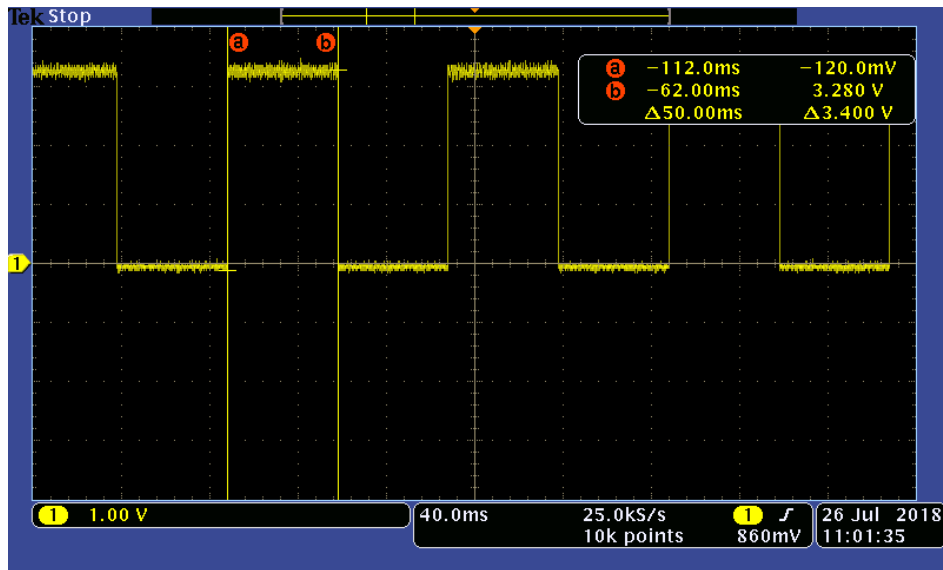 Tek Stop
a b
a −112.0ms −120.0mV
b −62.00ms 3.280 V
Δ50.00ms Δ3.400 V
1
1 1.00 V 40.0ms 25.0kS/s 1 26 Jul 2018
10k points 860mV 11:01:35